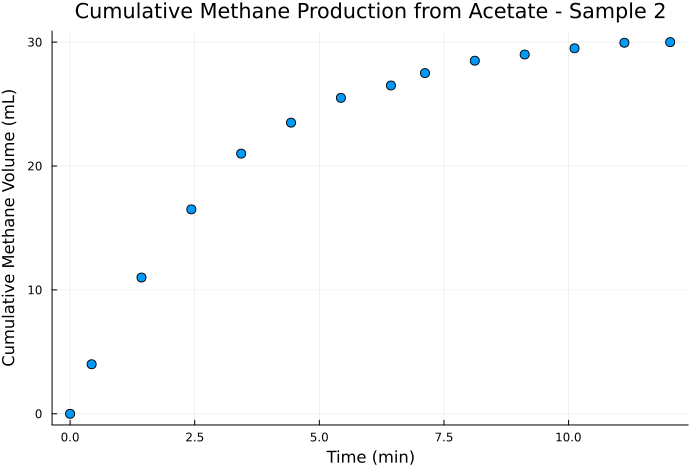 Cumulative Methane Production from Acetate - Sample 2
Cumulative Methane Volume (mL)
30
20
10
0
0.0 2.5 5.0 7.5 10.0
Time (min)